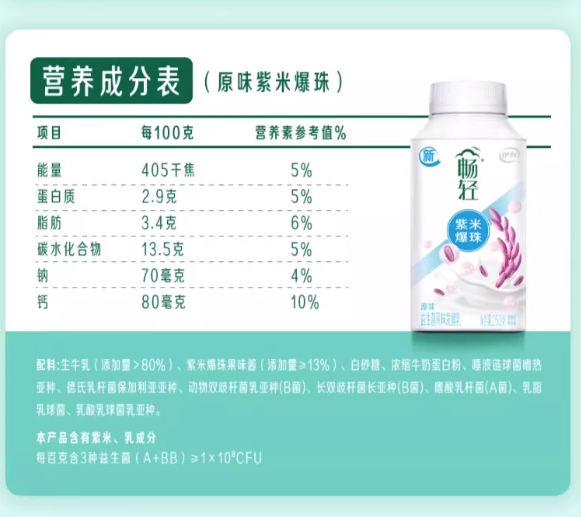 营养成分表（原味紫米爆珠）
项目 每100克 营养素参考值%
能量 405千焦 5%
蛋白质 2.9克 5%
脂肪 3.4克 6%
碳水化合物 13.5克 5%
钠 70毫克 4%
钙 80毫克 10%
新
伊利
畅轻
紫米
爆珠
原味
益生菌风味发酵乳
净含量250克
配料:生牛乳（添加量>80%）、紫米爆珠果味酱（添加量≥13%）、白砂糖、浓缩牛奶蛋白粉、唾液链球菌嗜热
亚种、德氏乳杆菌保加利亚亚种、动物双歧杆菌乳亚种(B菌)、长双歧杆菌长亚种(B菌)、嗜酸乳杆菌(A菌)、乳脂
乳球菌、乳酸乳球菌乳亚种。
本产品含有紫米、乳成分
每百克含3种益生菌（A+BB）≥1×10⁸CFU